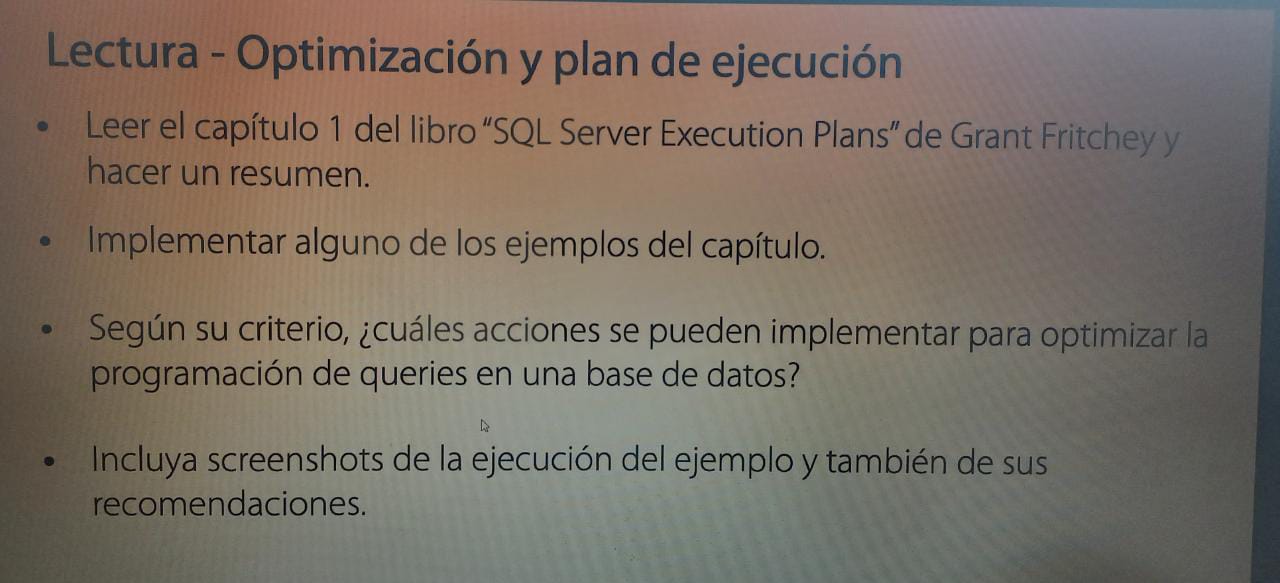 Lectura - Optimización y plan de ejecución
• Leer el capítulo 1 del libro “SQL Server Execution Plans” de Grant Fritchey y
hacer un resumen.
• Implementar alguno de los ejemplos del capítulo.
• Según su criterio, ¿cuáles acciones se pueden implementar para optimizar la
programación de queries en una base de datos?
• Incluya screenshots de la ejecución del ejemplo y también de sus
recomendaciones.